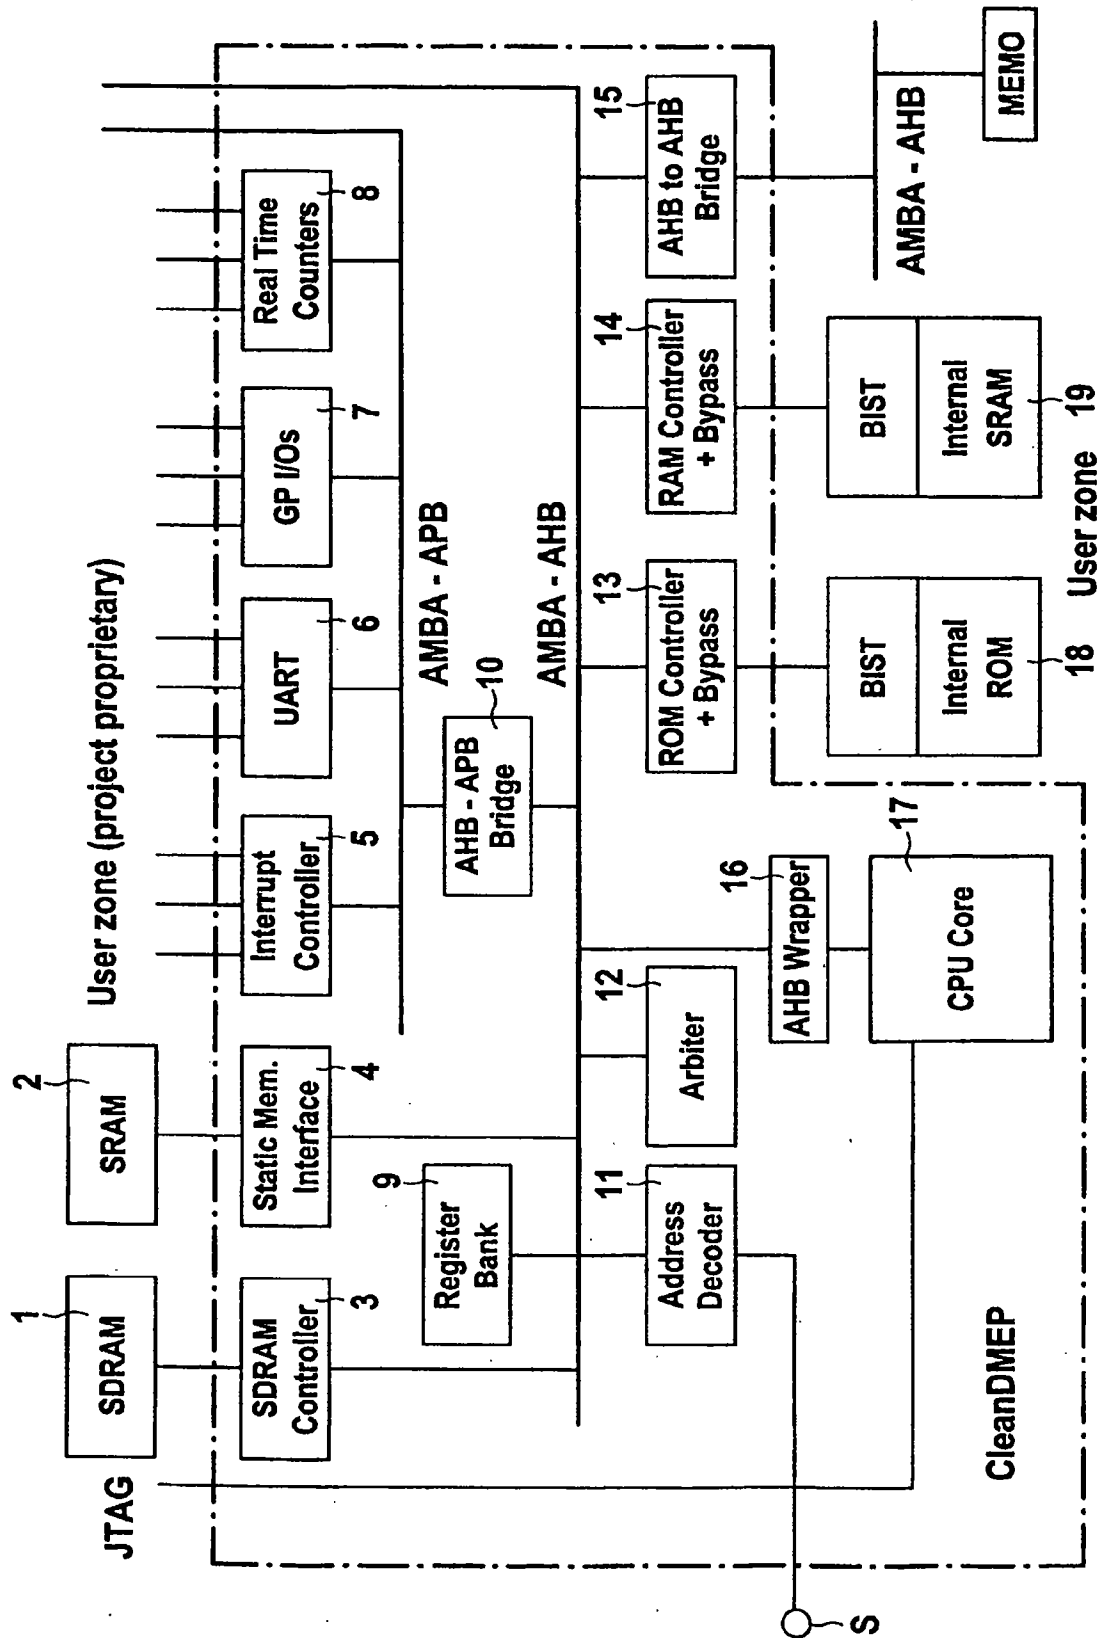 JTAG
SDRAM
1
SRAM
2
User zone (project proprietary)
SDRAM
Controller
3
Static Mem.
Interface
4
Interrupt
Controller
5
UART
6
GP I/Os
7
Real Time
Counters
8
Register
Bank
9
AHB - APB
Bridge
10
AMBA - APB
AMBA - AHB
Address
Decoder
11
Arbiter
12
ROM Controller
+ Bypass
13
RAM Controller
+ Bypass
14
AHB to AHB
Bridge
15
AHB Wrapper
16
CPU Core
17
BIST
Internal
ROM
18
BIST
Internal
SRAM
19
User zone
AMBA - AHB
MEMO
CleanDMEP
S